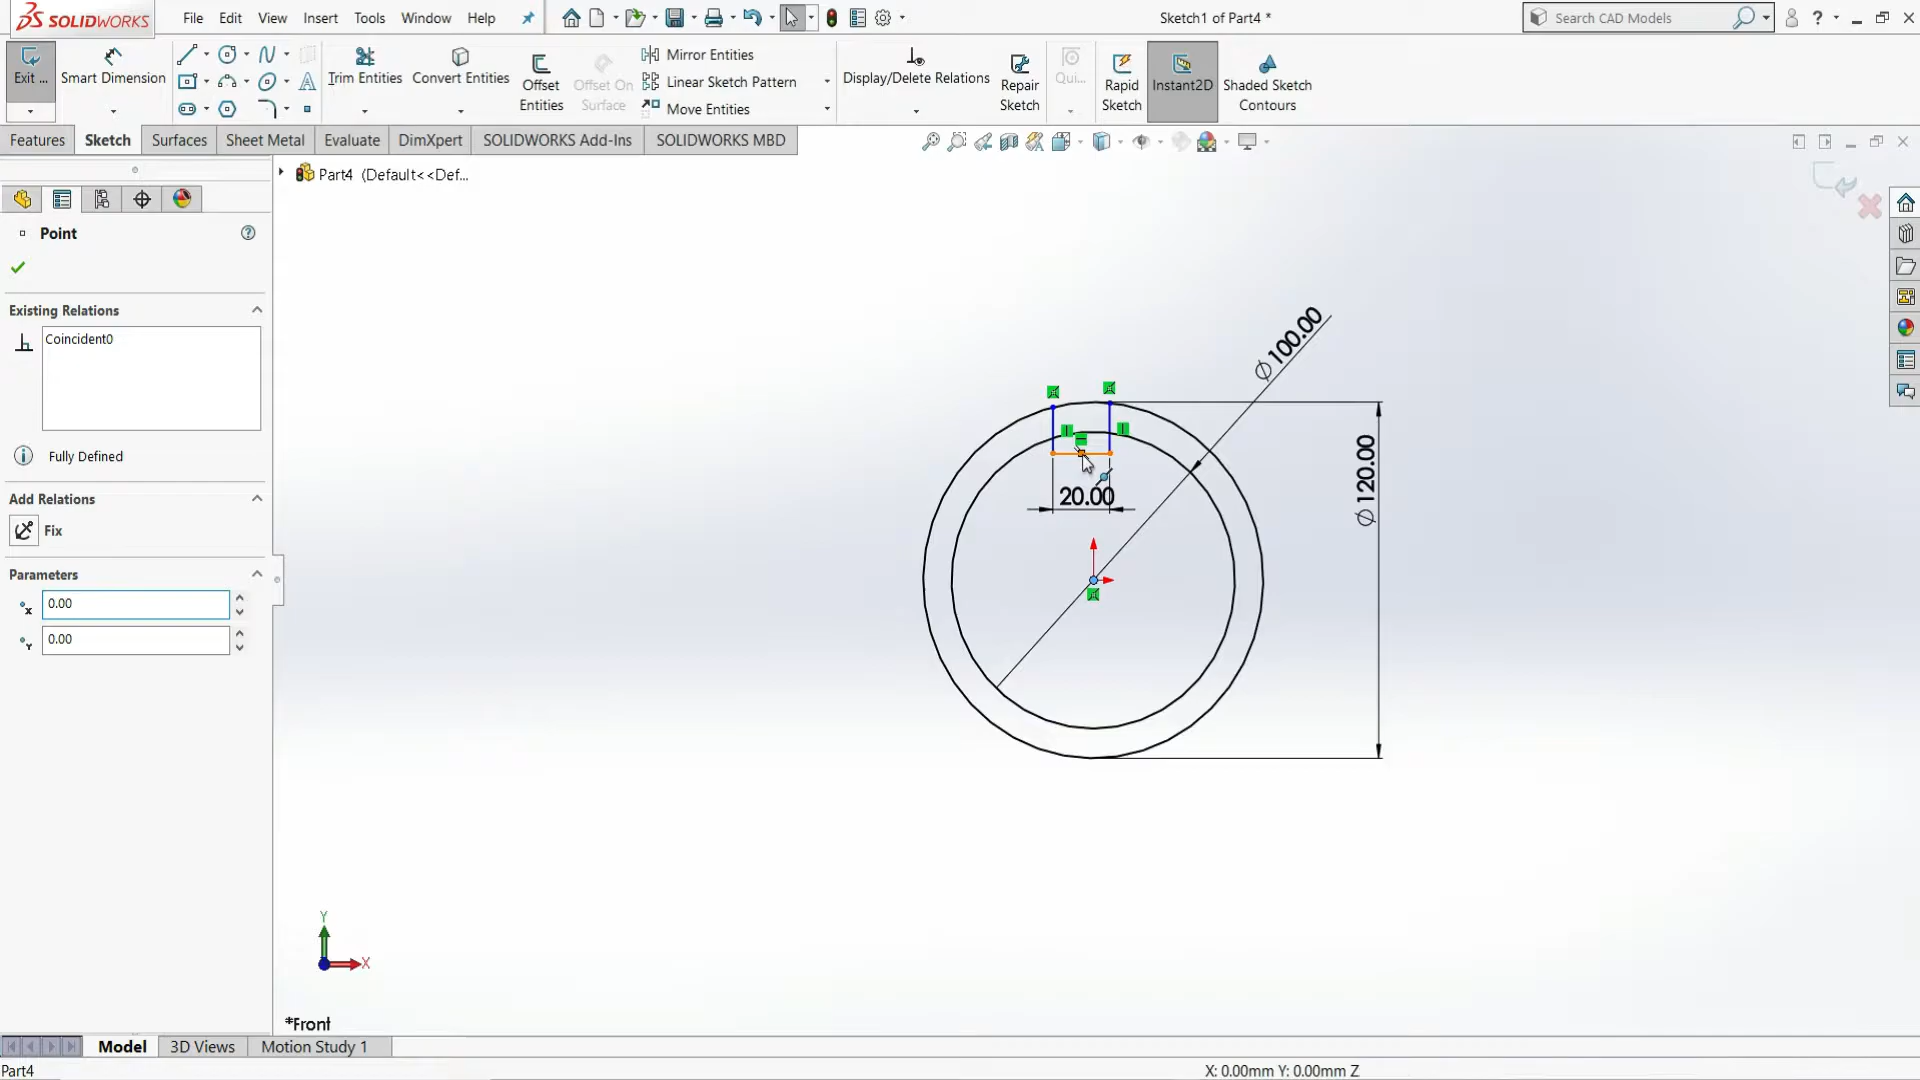 SOLIDWORKS
File Edit View Insert Tools Window Help
Sketch1 of Part4 *
Search CAD Models
?
Exit ...
Smart Dimension
Trim Entities
Convert Entities
Offset Entities
Offset On Surface
Mirror Entities
Linear Sketch Pattern
Move Entities
Display/Delete Relations
Repair Sketch
Qui...
Rapid Sketch
Instant2D
Shaded Sketch Contours
Features Sketch Surfaces Sheet Metal Evaluate DimXpert SOLIDWORKS Add-Ins SOLIDWORKS MBD
Part4 (Default<<Def...
Point
Existing Relations
Coincident0
Fully Defined
Add Relations
Fix
Parameters
x 0.00
Y 0.00
∅100.00
∅120.00
20.00
Y
X
*Front
Model 3D Views Motion Study 1
Part4
X: 0.00mm Y: 0.00mm Z